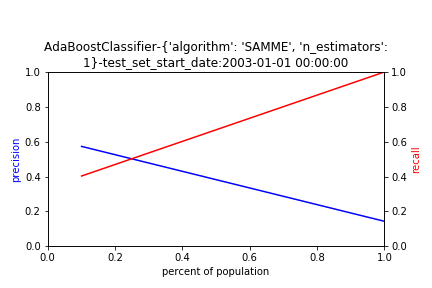 AdaBoostClassifier-{'algorithm': 'SAMME', 'n_estimators':
1}-test_set_start_date:2003-01-01 00:00:00
1.0
0.8
0.6
0.4
0.2
0.0
precision
1.0
0.8
0.6
0.4
0.2
0.0
recall
0.0 0.2 0.4 0.6 0.8 1.0
percent of population